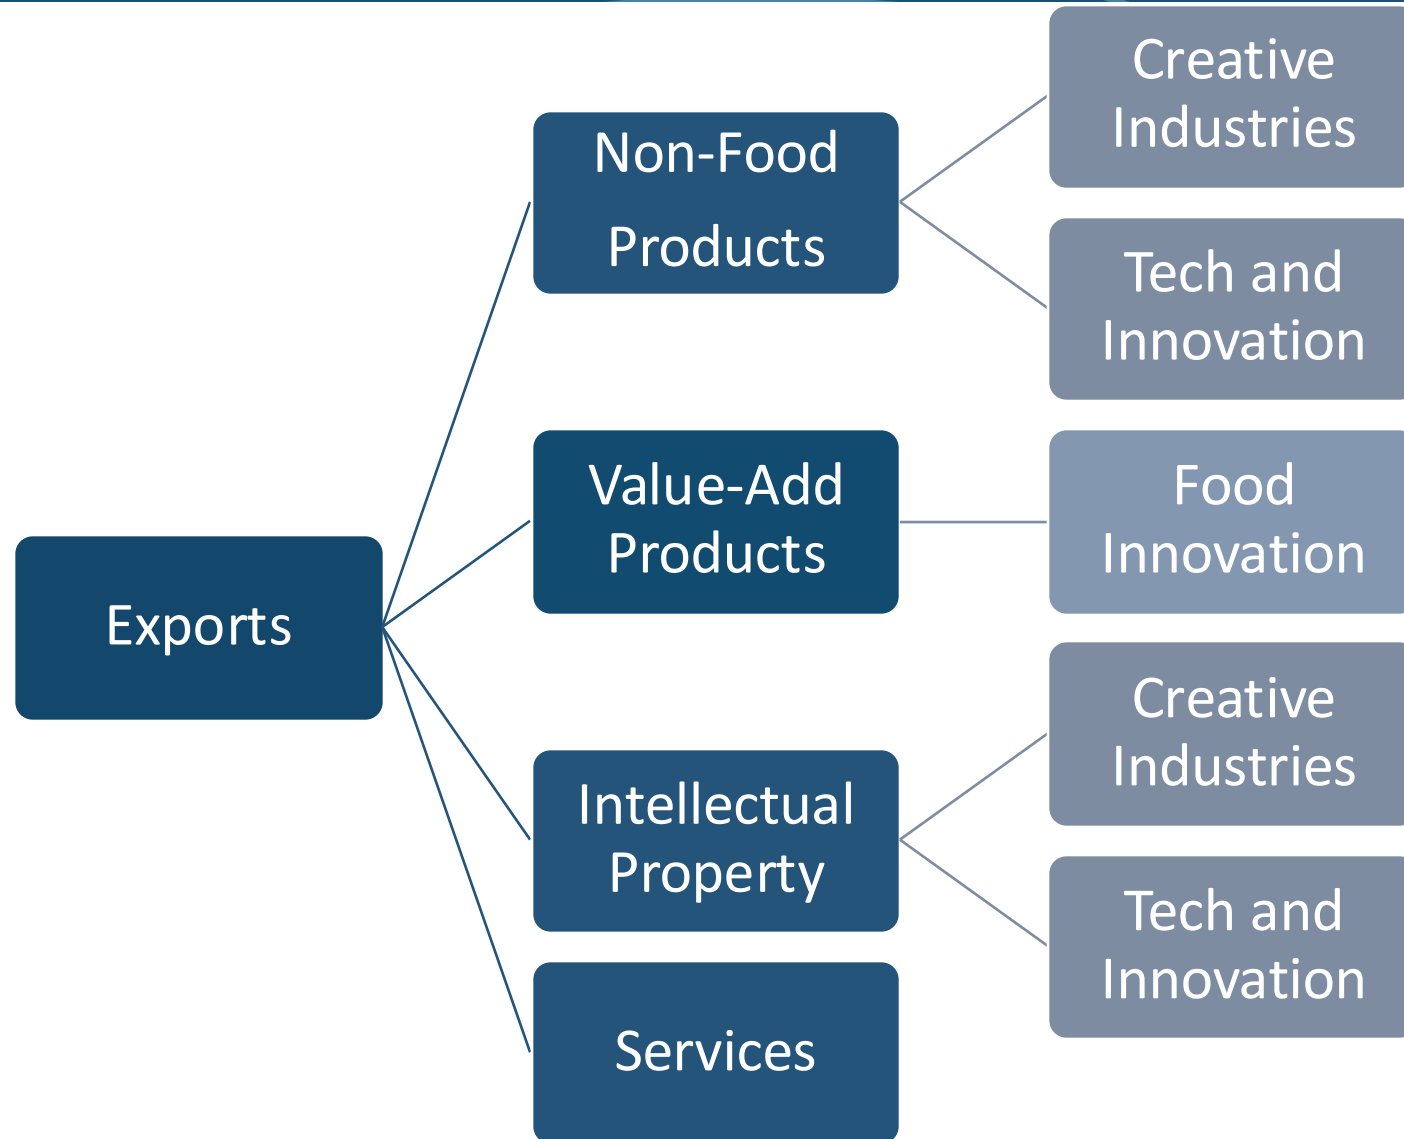 Exports
Non-Food
Products
Creative
Industries
Tech and
Innovation
Value-Add
Products
Food
Innovation
Intellectual
Property
Creative
Industries
Tech and
Innovation
Services